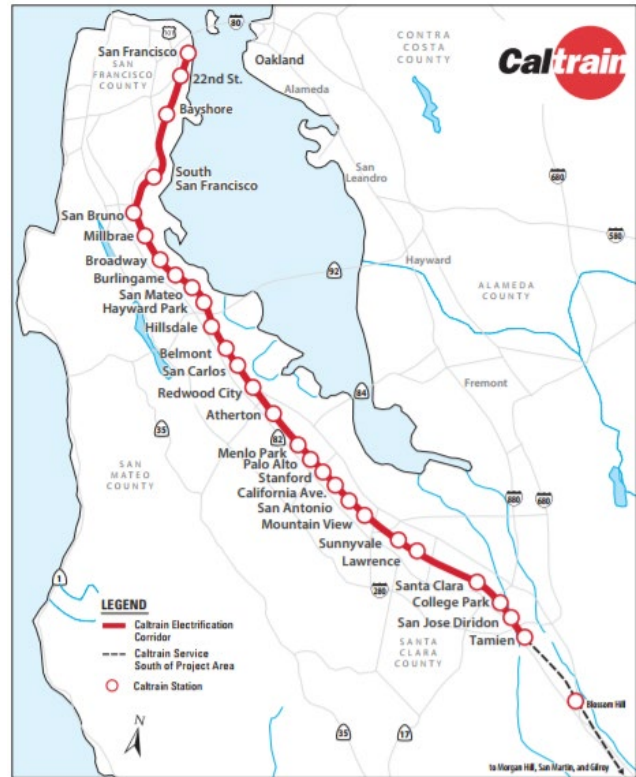 San Francisco
101
80
SAN
FRANCISCO
COUNTY
22nd St.
Oakland
CONTRA
COSTA
COUNTY
Caltrain
Alameda
Bayshore
San
Leandro
680
South
San Francisco
San Bruno
580
Millbrae
Broadway
92
Hayward
Burlingame
ALAMEDA
COUNTY
San Mateo
Hayward Park
Hillsdale
Belmont
San Carlos
Redwood City
84
Fremont
Atherton
35
82
Menlo Park
Palo Alto
Stanford
SAN
MATEO
COUNTY
California Ave.
San Antonio
880
680
Mountain View
Sunnyvale
Lawrence
1
280
Santa Clara
College Park
San Jose Diridon
Tamien
SANTA
CLARA
COUNTY
LEGEND
Caltrain Electrification
Corridor
Caltrain Service
South of Project Area
Caltrain Station
Blossom Hill
N
35
17
to Morgan Hill, San Martin, and Gilroy